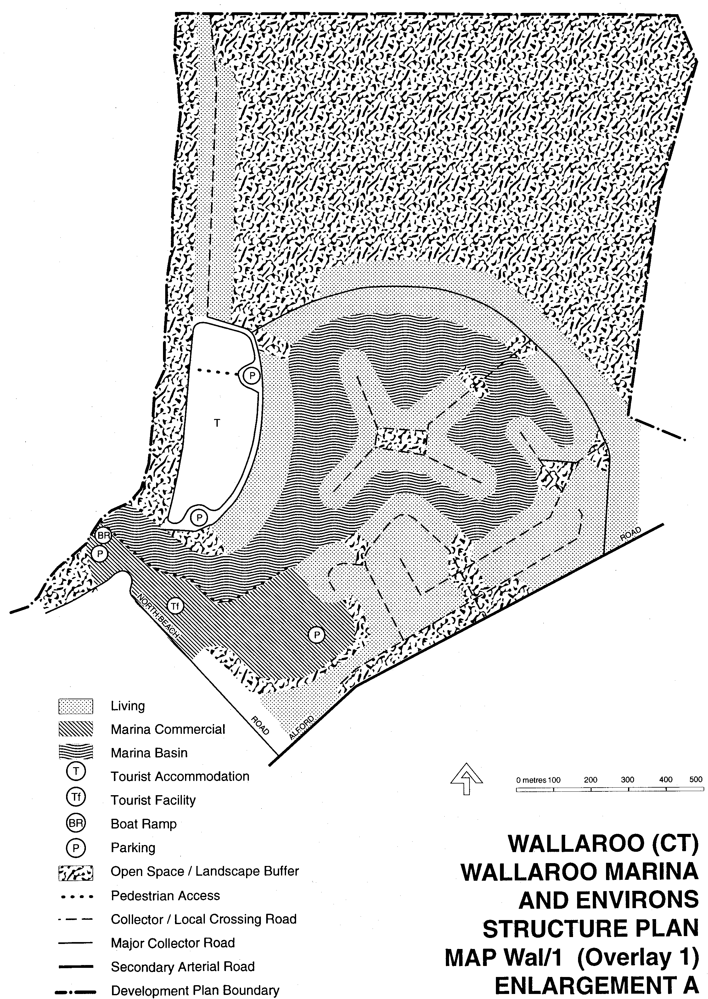 P
T
P
ROAD
BR
P
Tf
NORTH BEACH
P
ROAD
ALFORD
Living
Marina Commercial
Marina Basin
T Tourist Accommodation
Tf Tourist Facility
BR Boat Ramp
P Parking
Open Space / Landscape Buffer
Pedestrian Access
Collector / Local Crossing Road
Major Collector Road
Secondary Arterial Road
Development Plan Boundary
0 metres 100 200 300 400 500
WALLAROO (CT)
WALLAROO MARINA
AND ENVIRONS
STRUCTURE PLAN
MAP Wal/1 (Overlay 1)
ENLARGEMENT A